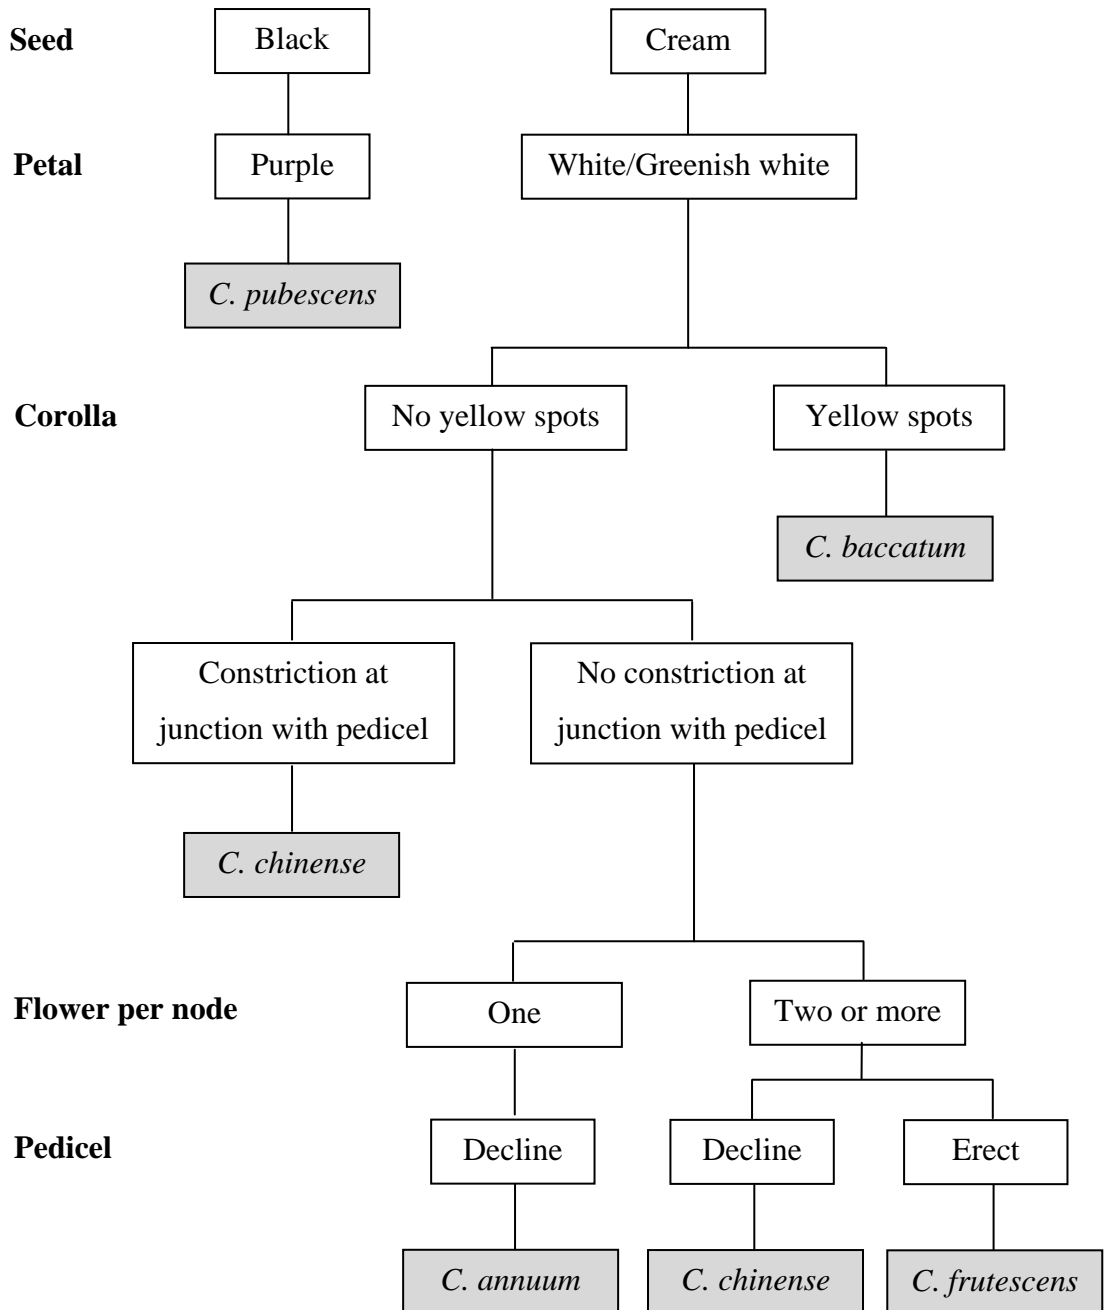 Seed
Black
Cream
Petal
Purple
White/Greenish white
C. pubescens
Corolla
No yellow spots
Yellow spots
C. baccatum
Constriction at
junction with pedicel
No constriction at
junction with pedicel
C. chinense
Flower per node
One
Two or more
Pedicel
Decline
Decline
Erect
C. annuum
C. chinense
C. frutescens